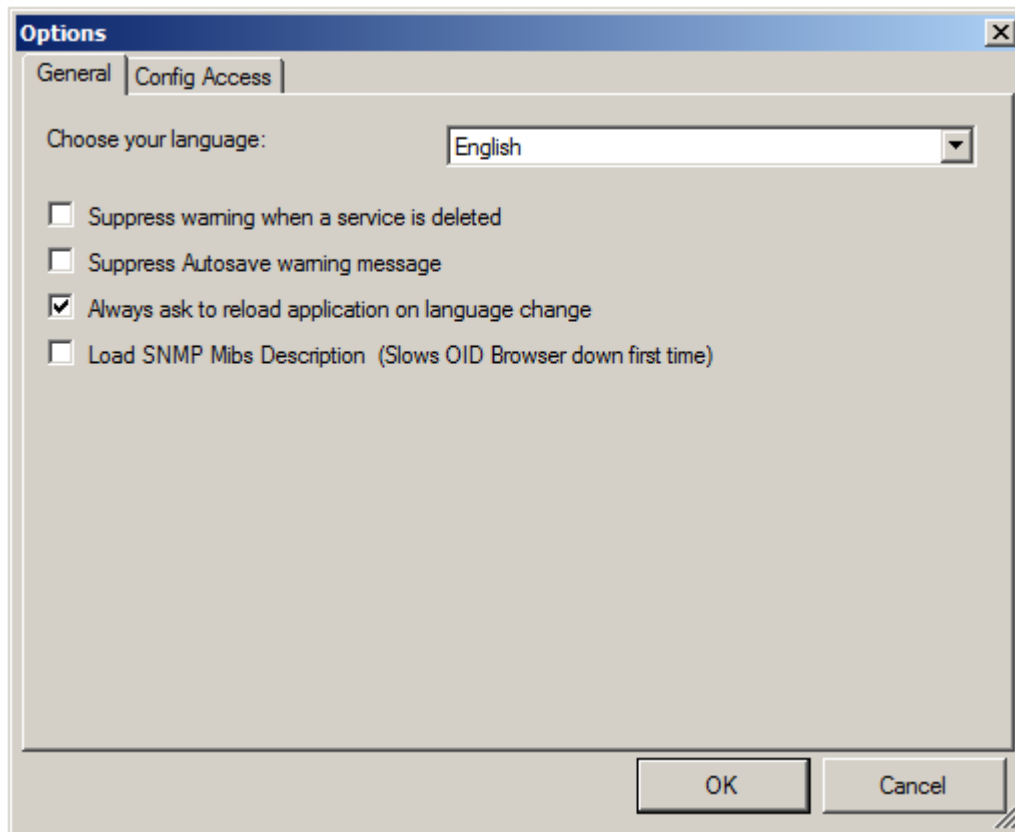 Options
General
Config Access
Choose your language:
English
Suppress warning when a service is deleted
Suppress Autosave warning message
Always ask to reload application on language change
Load SNMP Mibs Description  (Slows OID Browser down first time)
OK
Cancel